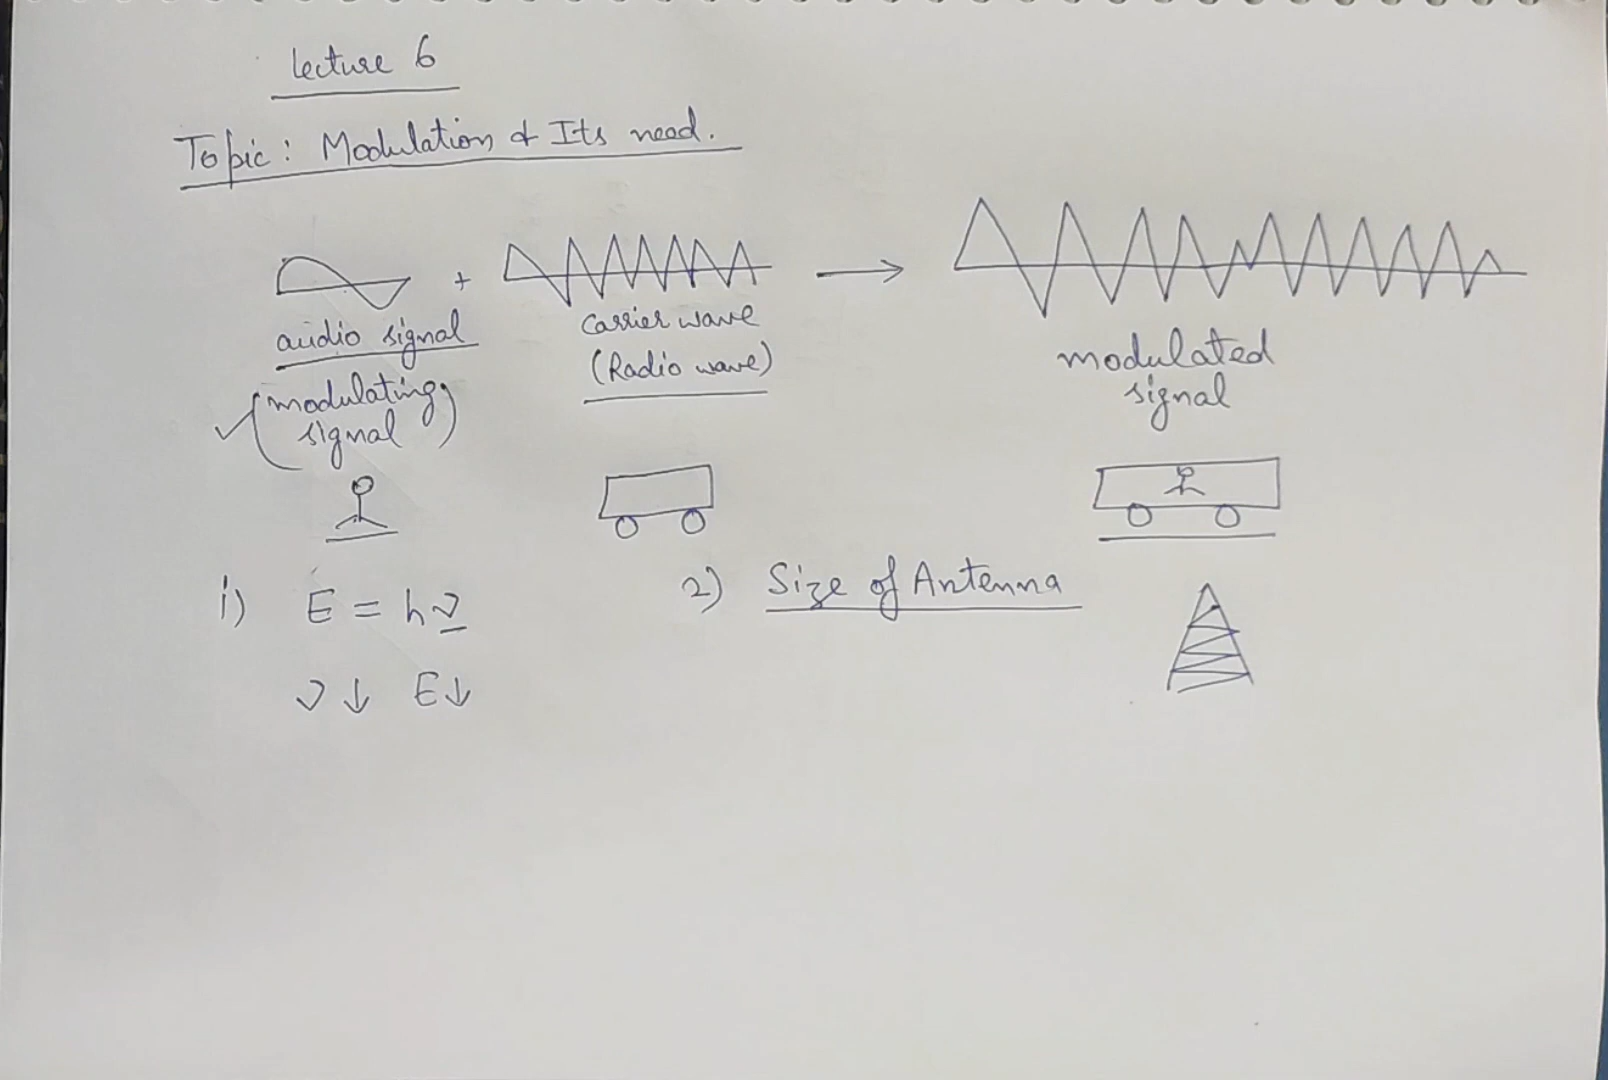 Lecture 6
Topic: Modulation & Its need.
+ →
audio signal
(modulating signal)
Carrier wave
(Radio wave)
modulated
signal
i) E = hν
ν ↓ E↓
2) Size of Antenna